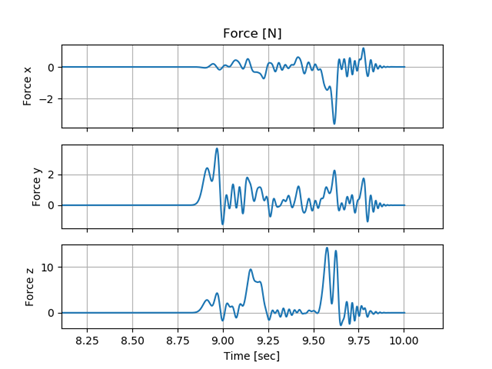 Force [N]
0
−2
Force x
2
0
Force y
10
0
Force z
8.25 8.50 8.75 9.00 9.25 9.50 9.75 10.00
Time [sec]